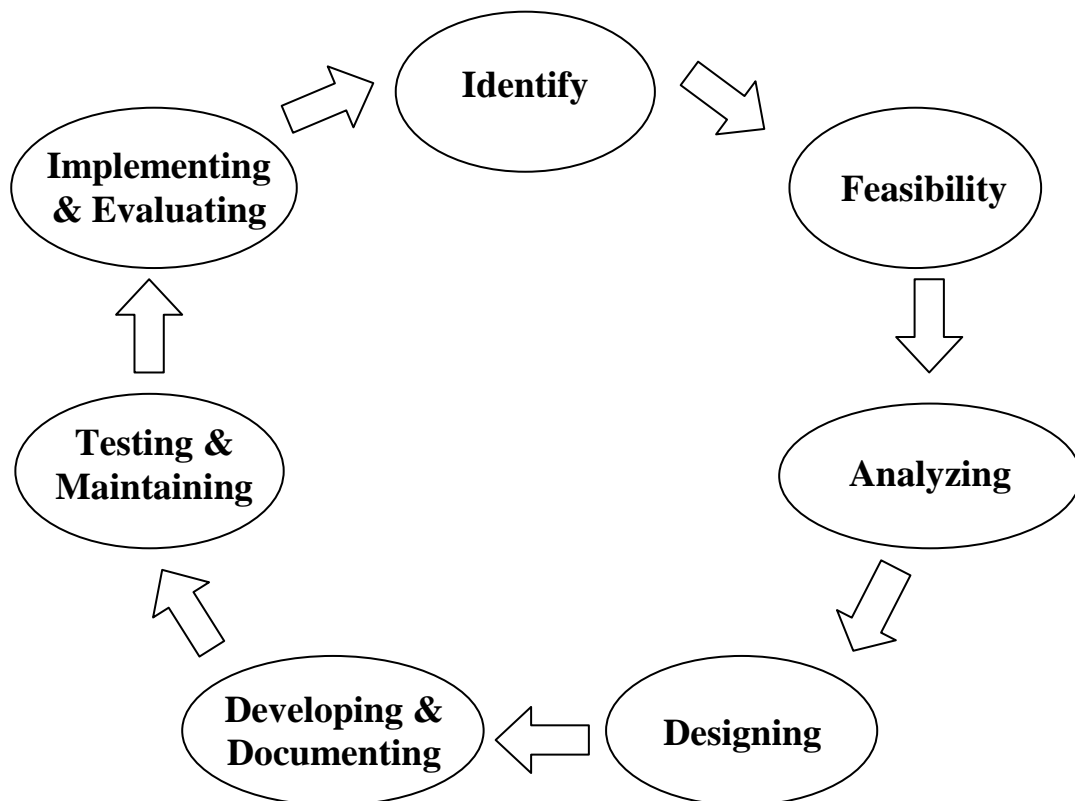 Identify
Feasibility
Analyzing
Designing
Developing &
Documenting
Testing &
Maintaining
Implementing
& Evaluating